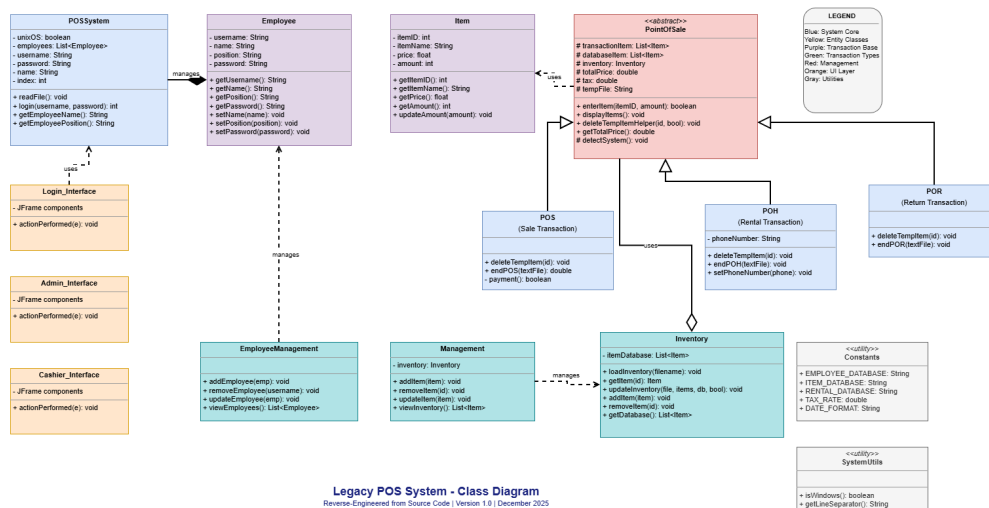 POSSystem
- unixOS: boolean
- employees: List<Employee>
- username: String
- password: String
- name: String
- index: int
+ readFile(): void
+ login(username, password): int
+ getEmployeeName(): String
+ getEmployeePosition(): String
manages
Employee
- username: String
- name: String
- position: String
- password: String
+ getUsername(): String
+ getName(): String
+ getPosition(): String
+ getPassword(): String
+ setName(name): void
+ setPosition(position): void
+ setPassword(password): void
Item
- itemID: int
- itemName: String
- price: float
- amount: int
+ getItemID(): int
+ getItemName(): String
+ getPrice(): float
+ getAmount(): int
+ updateAmount(amount): void
uses
<<abstract>>
PointOfSale
# transactionItem: List<Item>
# databaseItem: List<Item>
# inventory: Inventory
# totalPrice: double
# tax: double
# tempFile: String
+ enterItem(itemID, amount): boolean
+ displayItems(): void
+ deleteTempItemHelper(id, bool): void
+ getTotalPrice(): double
# detectSystem(): void
LEGEND
Blue: System Core
Yellow: Entity Classes
Purple: Transaction Base
Green: Transaction Types
Red: Management
Orange: UI Layer
Gray: Utilities
uses
Login_Interface
- JFrame components
+ actionPerformed(e): void
POS
(Sale Transaction)
+ deleteTempItem(id): void
+ endPOS(textFile): double
- payment(): boolean
uses
POH
(Rental Transaction)
- phoneNumber: String
+ deleteTempItem(id): void
+ endPOH(textFile): void
+ setPhoneNumber(phone): void
POR
(Return Transaction)
+ deleteTempItem(id): void
+ endPOR(textFile): void
manages
Admin_Interface
- JFrame components
+ actionPerformed(e): void
Cashier_Interface
- JFrame components
+ actionPerformed(e): void
EmployeeManagement
+ addEmployee(emp): void
+ removeEmployee(username): void
+ updateEmployee(emp): void
+ viewEmployees(): List<Employee>
Management
- inventory: Inventory
+ addItem(item): void
+ removeItem(id): void
+ updateItem(item): void
+ viewInventory(): List<Item>
manages
Inventory
- itemDatabase: List<Item>
+ loadInventory(filename): void
+ getItem(id): Item
+ updateInventory(file, items, db, bool): void
+ addItem(item): void
+ removeItem(id): void
+ getDatabase(): List<Item>
<<utility>>
Constants
+ EMPLOYEE_DATABASE: String
+ ITEM_DATABASE: String
+ RENTAL_DATABASE: String
+ TAX_RATE: double
+ DATE_FORMAT: String
<<utility>>
SystemUtils
+ isWindows(): boolean
+ getLineSeparator(): String
Legacy POS System - Class Diagram
Reverse-Engineered from Source Code | Version 1.0 | December 2025